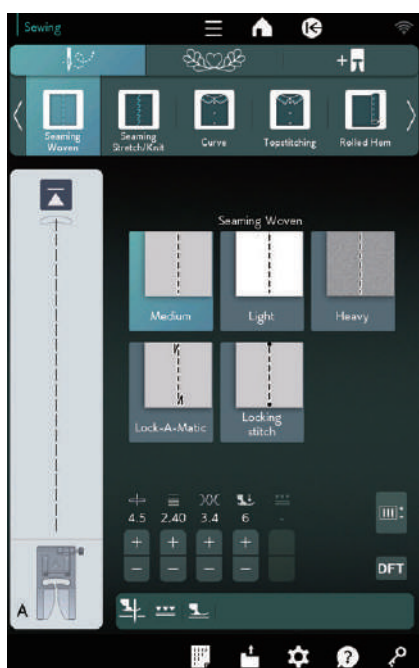 Sewing
Seaming
Woven
Seaming
Stretch/Knit
Curve
Topstitching
Rolled Hem
Seaming Woven
Medium
Light
Heavy
Lock-A-Matic
Locking
stitch
4.5 2.40 3.4 6 -
+ + + +
- - - -
DFT
A